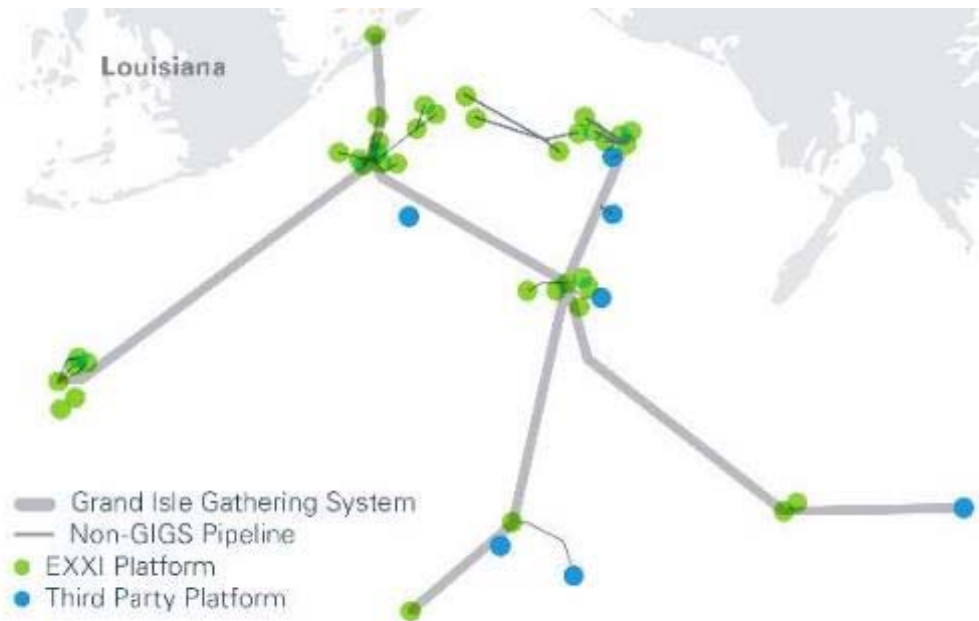 Louisiana
Grand Isle Gathering System
Non-GIGS Pipeline
EXXI Platform
Third Party Platform